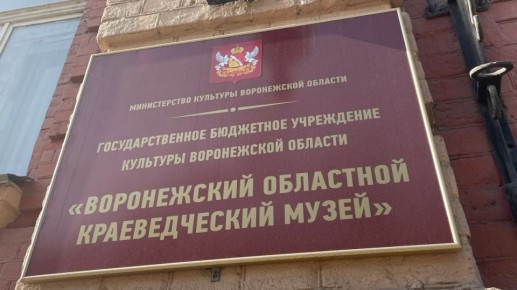 МИНИСТЕРСТВО КУЛЬТУРЫ ВОРОНЕЖСКОЙ ОБЛАСТИ
ГОСУДАРСТВЕННОЕ БЮДЖЕТНОЕ УЧРЕЖДЕНИЕ
КУЛЬТУРЫ ВОРОНЕЖСКОЙ ОБЛАСТИ
«ВОРОНЕЖСКИЙ ОБЛАСТНОЙ
КРАЕВЕДЧЕСКИЙ МУЗЕЙ»